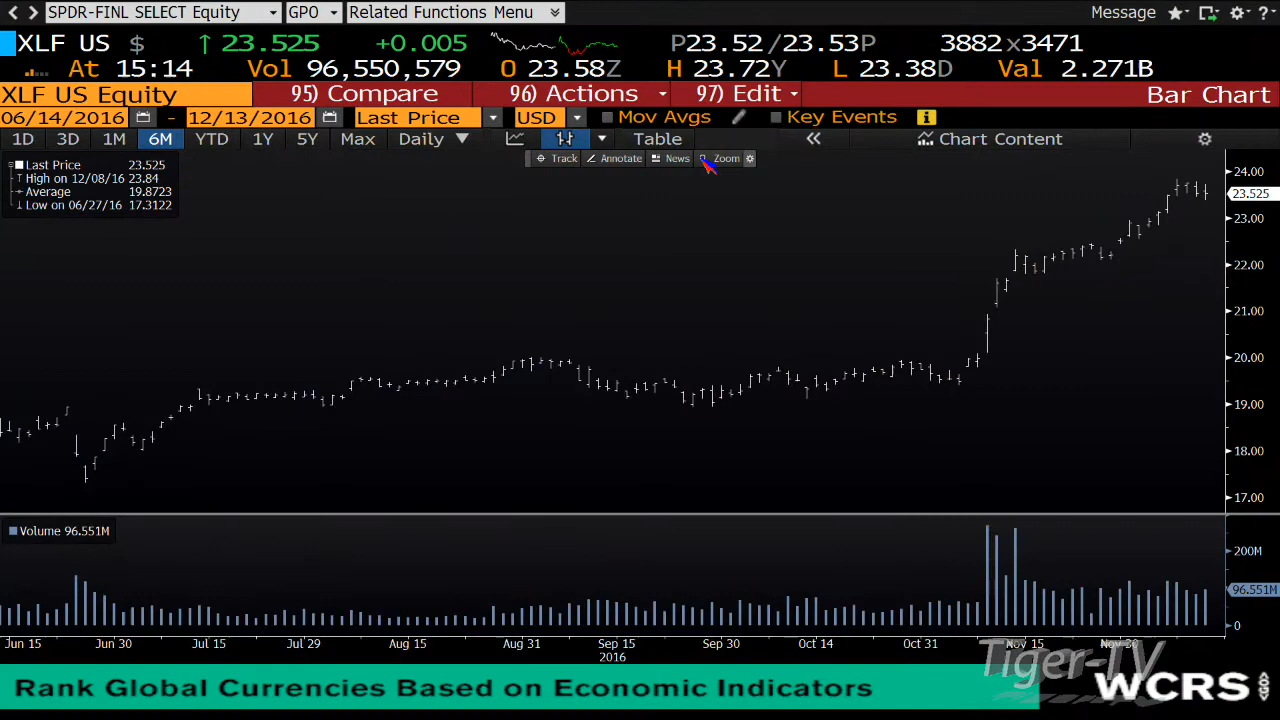 SPDR-FINL SELECT Equity GPO Related Functions Menu Message
XLF US $ ↑ 23.525 +0.005 P23.52/23.53P 3882x3471
At 15:14 Vol 96,550,579 O 23.58Z H 23.72Y L 23.38D Val 2.271B
XLF US Equity 95) Compare 96) Actions 97) Edit Bar Chart
06/14/2016 - 12/13/2016 Last Price USD Mov Avgs Key Events
1D 3D 1M 6M YTD 1Y 5Y Max Daily ▼ Table « Chart Content
Track Annotate News Zoom
Last Price 23.525
High on 12/08/16 23.84
Average 19.8723
Low on 06/27/16 17.3122
24.00
23.525
23.00
22.00
21.00
20.00
19.00
18.00
17.00
Volume 96.551M
200M
96.551M
0
Jun 15 Jun 30 Jul 15 Jul 29 Aug 15 Aug 31 Sep 15 Sep 30 Oct 14 Oct 31 Nov 15 Nov 30
2016
Tiger-TV
Rank Global Currencies Based on Economic Indicators WCRS <GO>